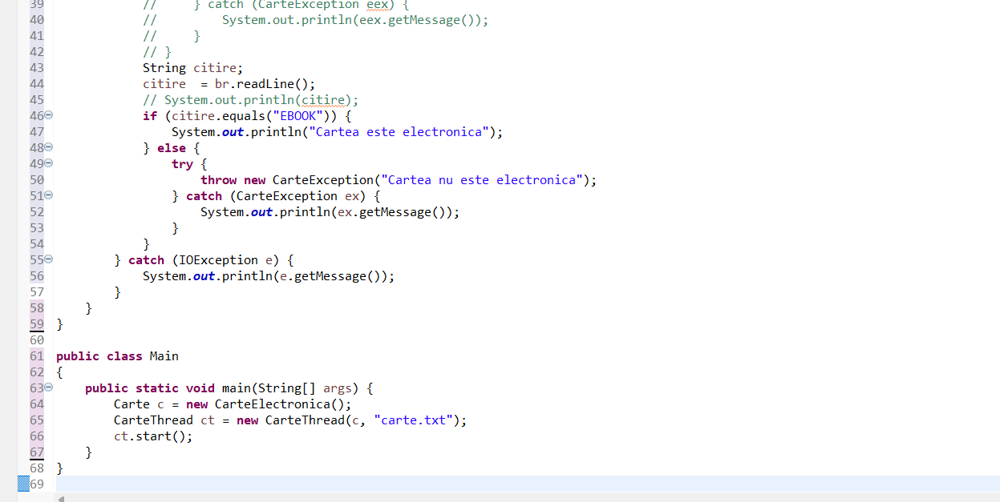 39 // } catch (CarteException eex) {
40 // System.out.println(eex.getMessage());
41 // }
42 // }
43 String citire;
44 citire  = br.readLine();
45 // System.out.println(citire);
46 if (citire.equals("EBOOK")) {
47 System.out.println("Cartea este electronica");
48 } else {
49 try {
50 throw new CarteException("Cartea nu este electronica");
51 } catch (CarteException ex) {
52 System.out.println(ex.getMessage());
53 }
54 }
55 } catch (IOException e) {
56 System.out.println(e.getMessage());
57 }
58 }
59 }
60
61 public class Main
62 {
63 public static void main(String[] args) {
64 Carte c = new CarteElectronica();
65 CarteThread ct = new CarteThread(c, "carte.txt");
66 ct.start();
67 }
68 }
69